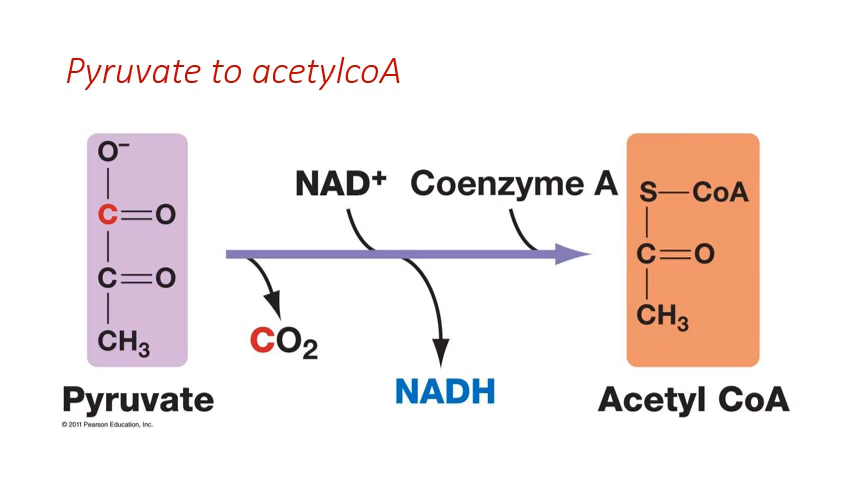 Pyruvate to acetylcoA
O⁻
C=O
C=O
CH₃
Pyruvate
© 2011 Pearson Education, Inc.
NAD⁺ Coenzyme A
CO₂
NADH
S—CoA
C=O
CH₃
Acetyl CoA